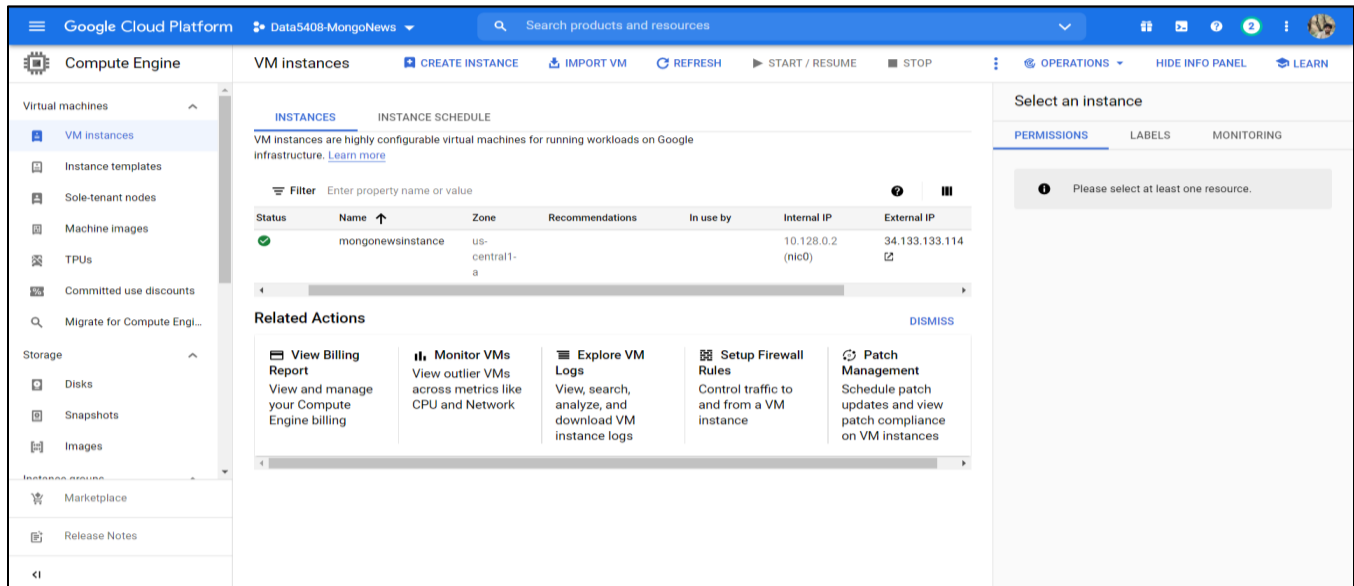 Google Cloud Platform
Data5408-MongoNews
Search products and resources
2
Compute Engine
VM instances
CREATE INSTANCE
IMPORT VM
REFRESH
START / RESUME
STOP
OPERATIONS
HIDE INFO PANEL
LEARN
Virtual machines
VM instances
Instance templates
Sole-tenant nodes
Machine images
TPUs
Committed use discounts
Migrate for Compute Engi...
Storage
Disks
Snapshots
Images
Instance groups
Marketplace
Release Notes
INSTANCES
INSTANCE SCHEDULE
VM instances are highly configurable virtual machines for running workloads on Google
infrastructure. Learn more
Filter Enter property name or value
Status Name Zone Recommendations In use by Internal IP External IP
mongonewsinstance us- 10.128.0.2 34.133.133.114
central1- (nic0)
a
Related Actions
DISMISS
View Billing
Report
View and manage
your Compute
Engine billing
Monitor VMs
View outlier VMs
across metrics like
CPU and Network
Explore VM
Logs
View, search,
analyze, and
download VM
instance logs
Setup Firewall
Rules
Control traffic to
and from a VM
instance
Patch
Management
Schedule patch
updates and view
patch compliance
on VM instances
Select an instance
PERMISSIONS
LABELS
MONITORING
Please select at least one resource.